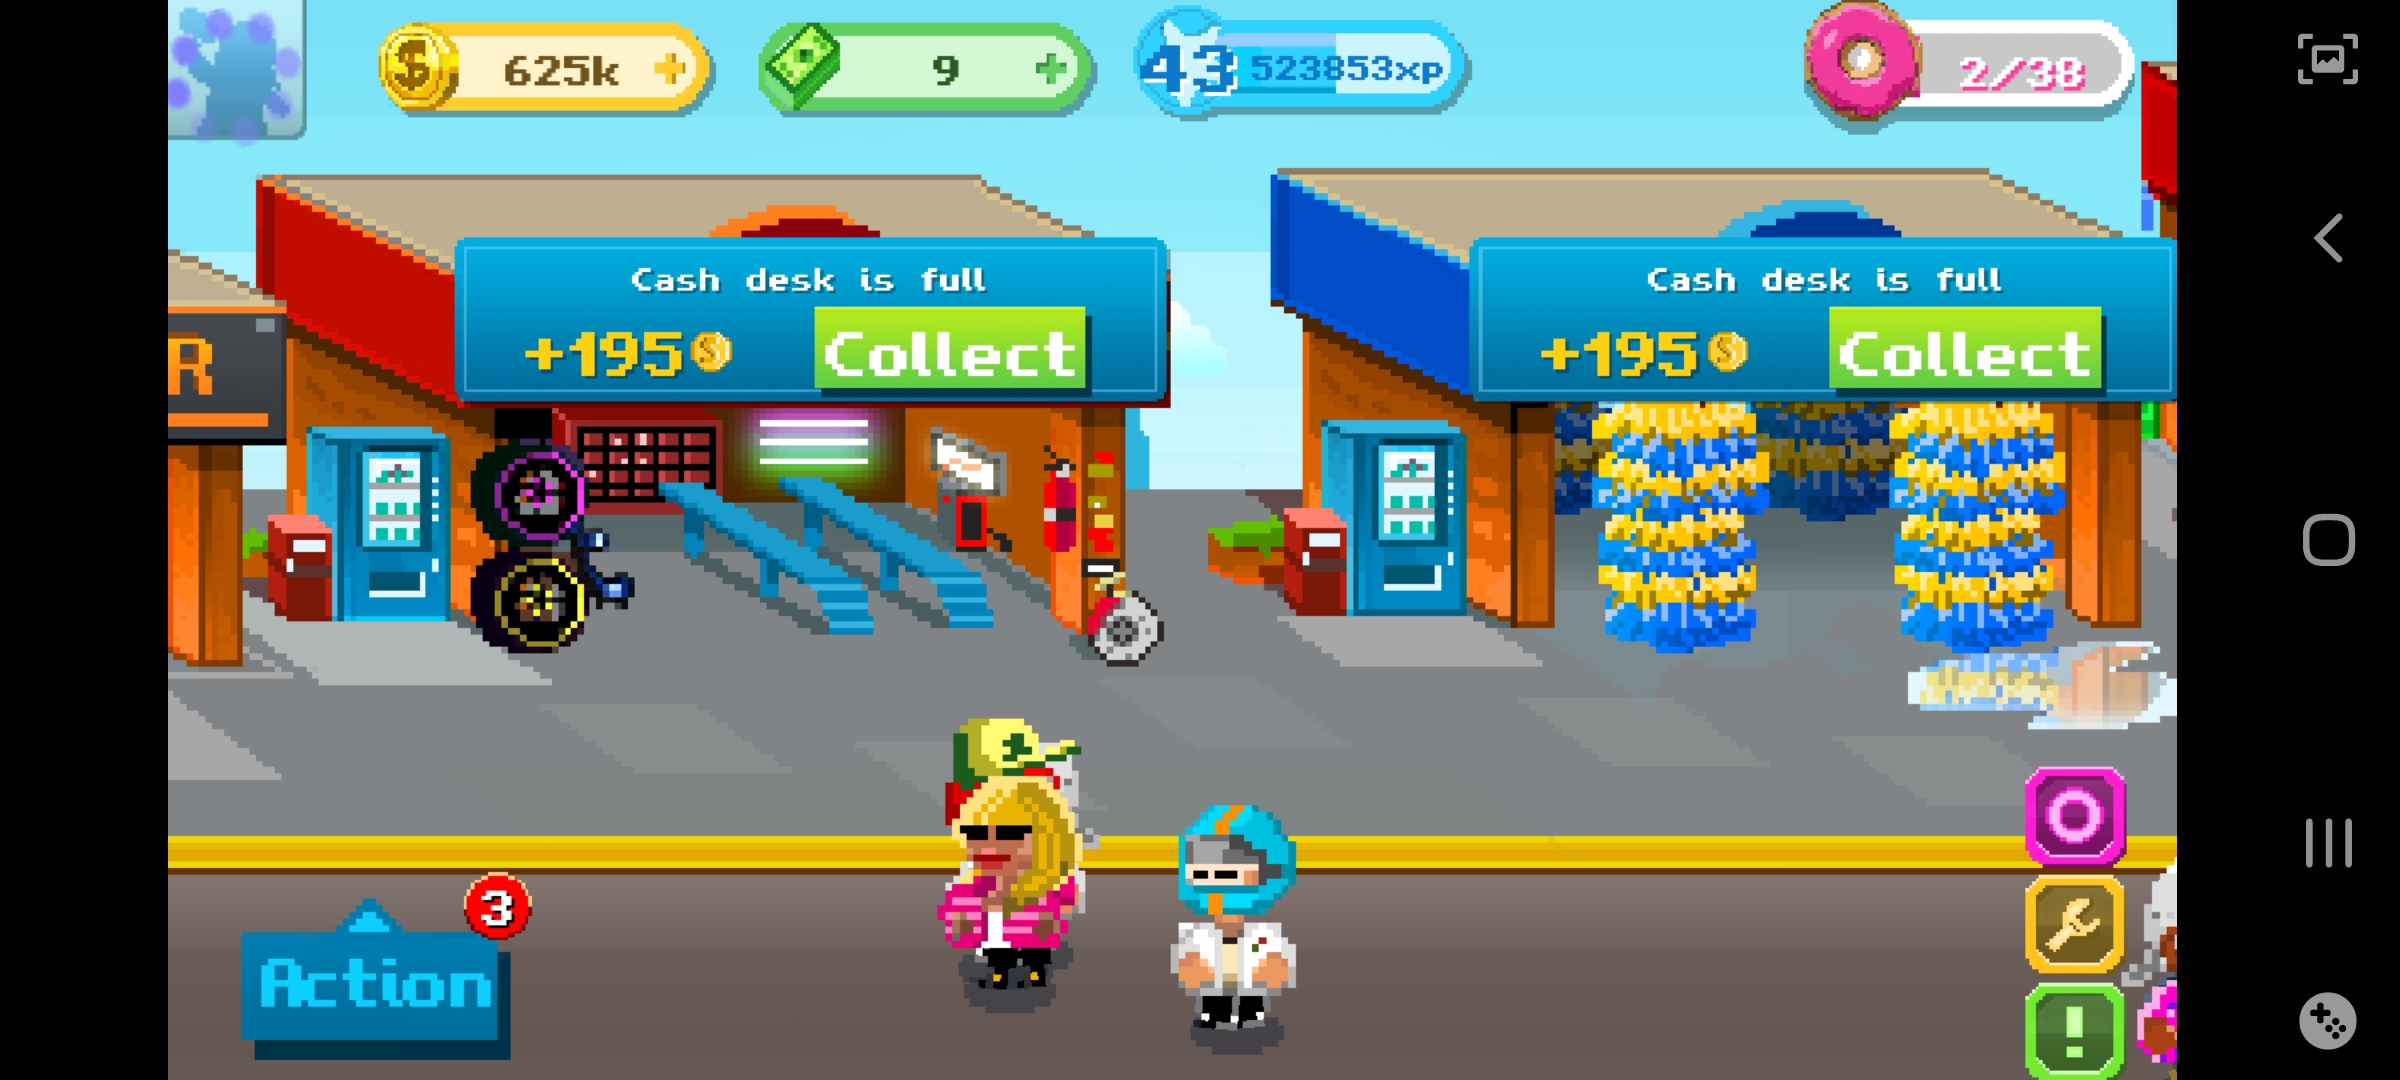 625k
9
43 523853xp
2/38
Cash desk is full
+195 Collect
Cash desk is full
+195 Collect
R
3
Action